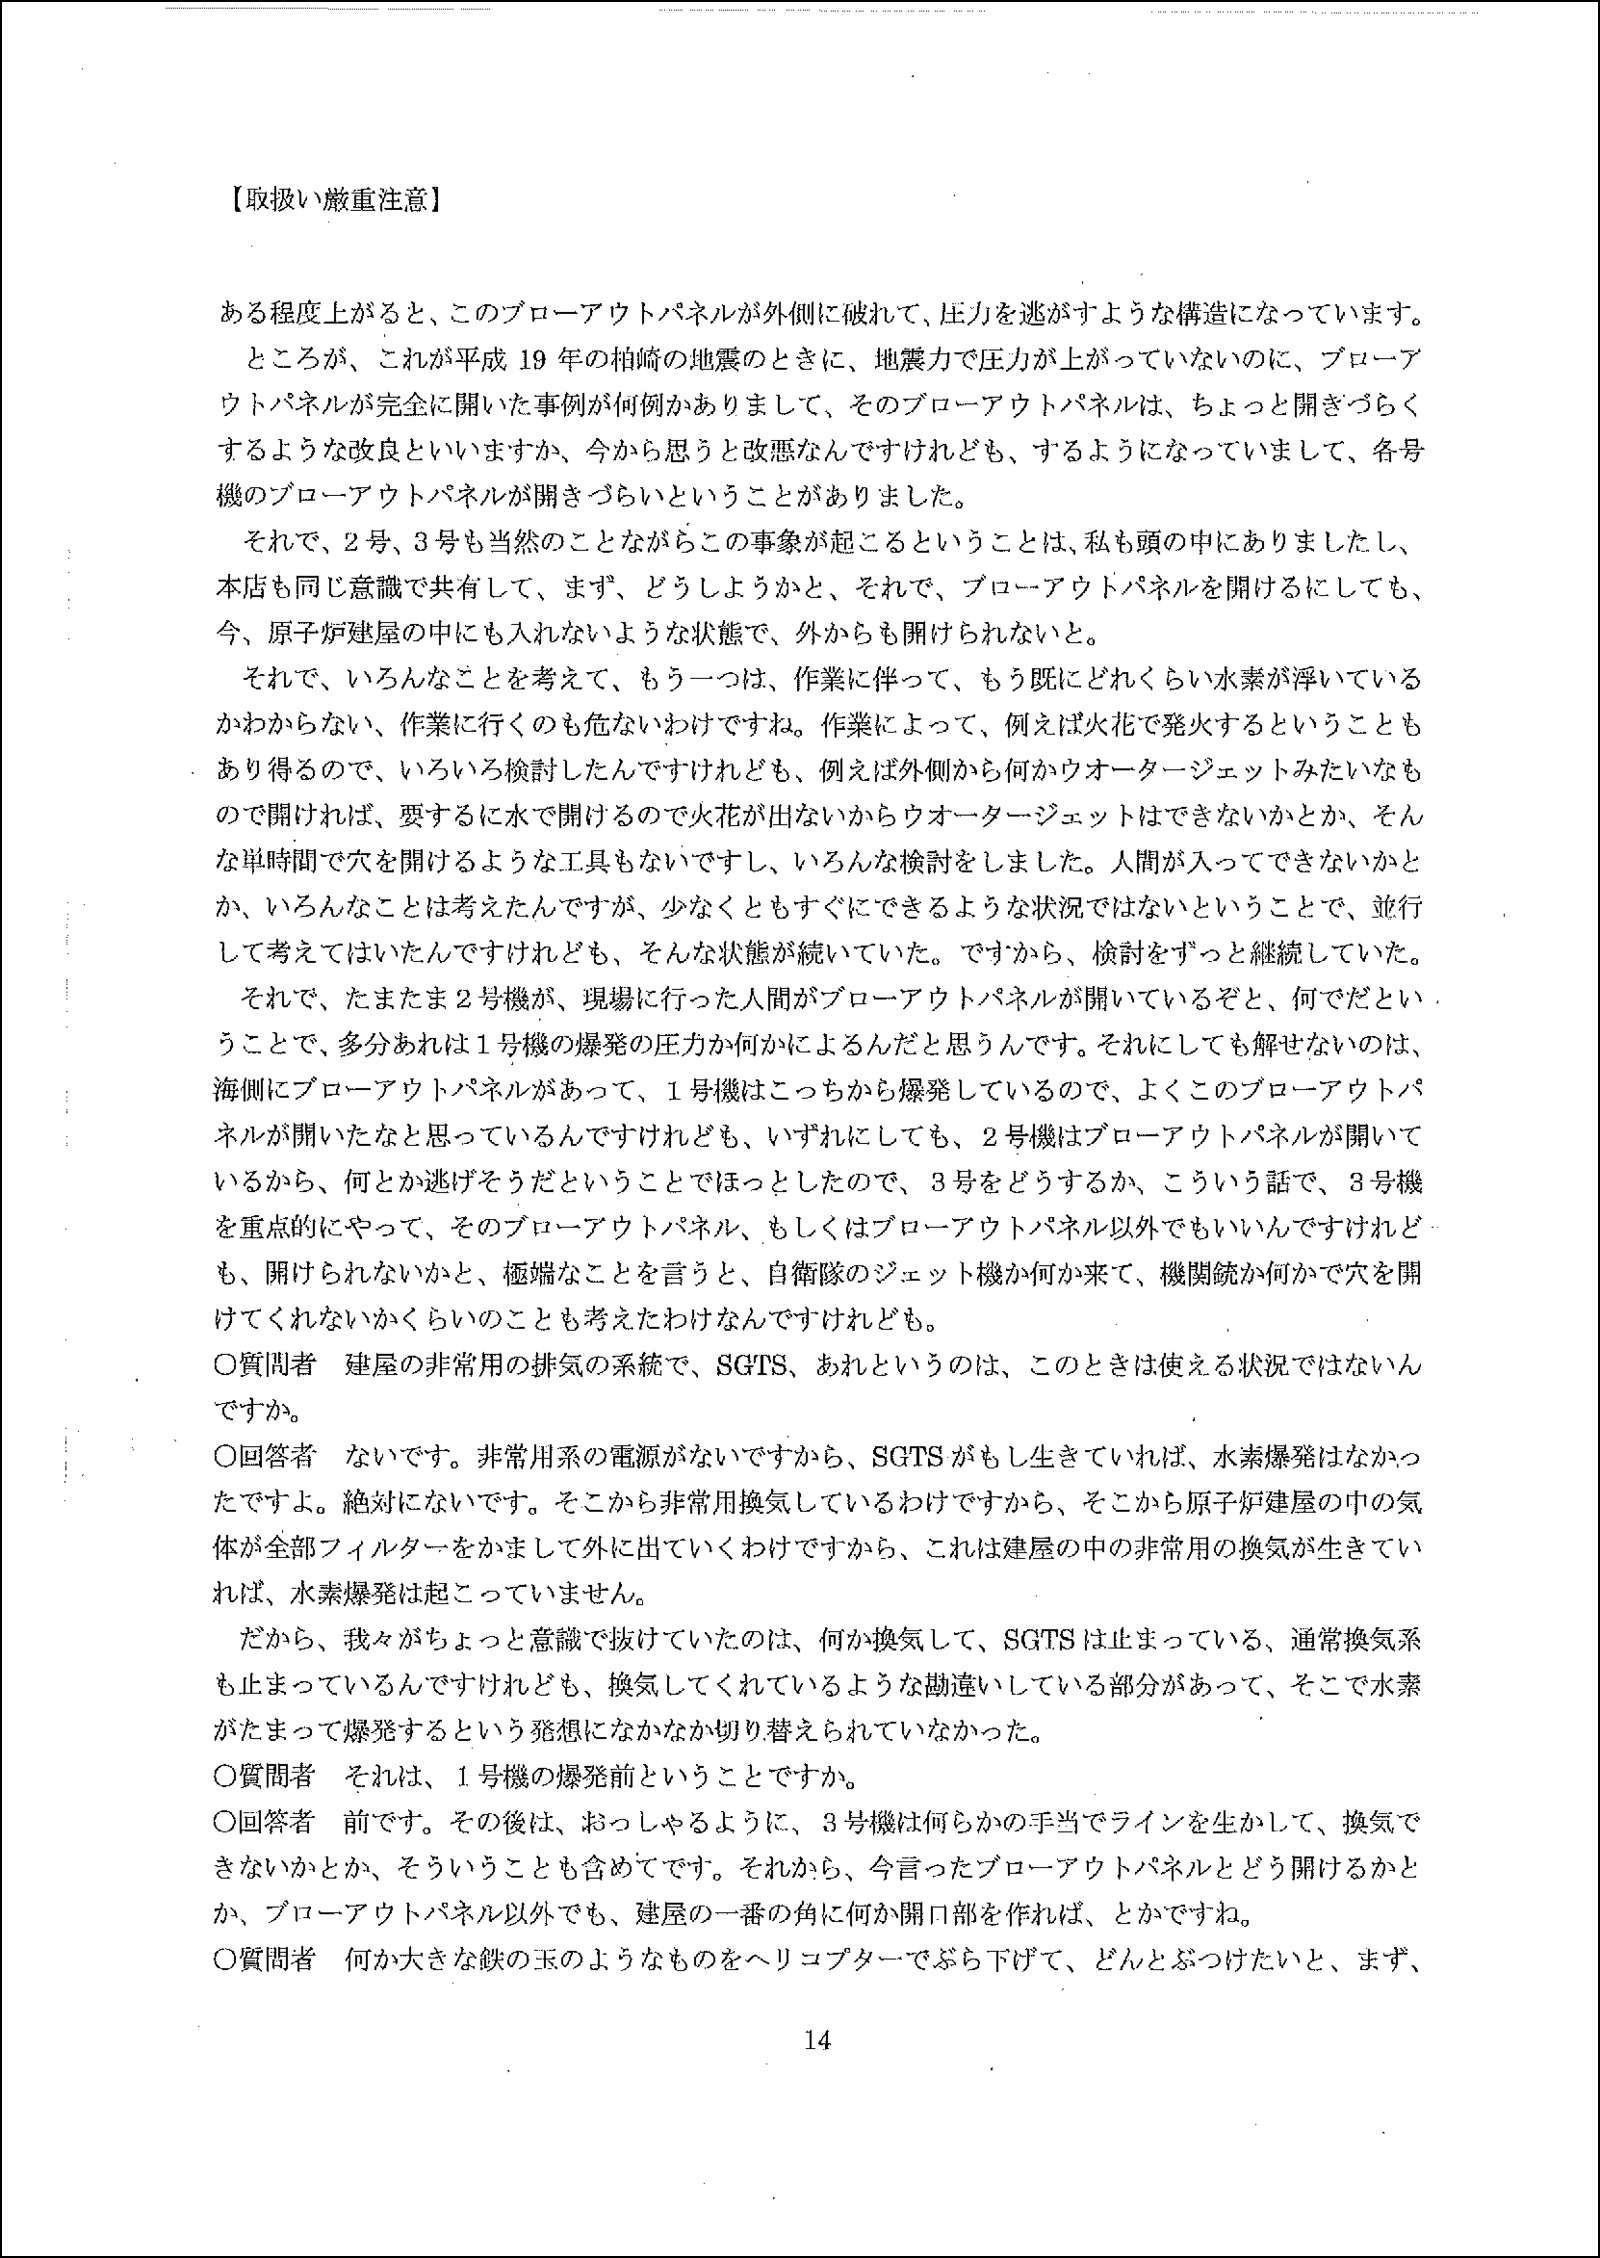 【取扱い厳重注意】
ある程度上がると、このブローアウトパネルが外側に破れて、圧力を逃がすような構造になっています。
ところが、これが平成 19 年の柏崎の地震のときに、地震力で圧力が上がっていないのに、ブローア
ウトパネルが完全に開いた事例が何例かありまして、そのブローアウトパネルは、ちょっと開きづらく
するような改良といいますか、今から思うと改悪なんですけれども、するようになっていまして、各号
機のブローアウトパネルが開きづらいということがありました。
それで、2号、3号も当然のことながらこの事象が起こるということは、私も頭の中にありましたし、
本店も同じ意識で共有して、まず、どうしようかと、それで、ブローアウトパネルを開けるにしても、
今、原子炉建屋の中にも入れないような状態で、外からも開けられないと。
それで、いろんなことを考えて、もう一つは、作業に伴って、もう既にどれくらい水素が浮いている
かわからない、作業に行くのも危ないわけですね。作業によって、例えば火花で発火するということも
あり得るので、いろいろ検討したんですけれども、例えば外側から何かウオータージェットみたいなも
ので開ければ、要するに水で開けるので火花が出ないからウオータージェットはできないかとか、そん
な単時間で穴を開けるような工具もないですし、いろんな検討をしました。人間が入ってできないかと
か、いろんなことは考えたんですが、少なくともすぐにできるような状況ではないということで、並行
して考えてはいたんですけれども、そんな状態が続いていた。ですから、検討をずっと継続していた。
それで、たまたま2号機が、現場に行った人間がブローアウトパネルが開いているぞと、何でだとい
うことで、多分あれは1号機の爆発の圧力か何かによるんだと思うんです。それにしても解せないのは、
海側にブローアウトパネルがあって、1号機はこっちから爆発しているので、よくこのブローアウトパ
ネルが開いたなと思っているんですけれども、いずれにしても、2号機はブローアウトパネルが開いて
いるから、何とか逃げそうだということでほっとしたので、3号をどうするか、こういう話で、3号機
を重点的にやって、そのブローアウトパネル、もしくはブローアウトパネル以外でもいいんですけれど
も、開けられないかと、極端なことを言うと、自衛隊のジェット機か何か来て、機関銃か何かで穴を開
けてくれないかくらいのことも考えたわけなんですけれども。
○質問者　建屋の非常用の排気の系統で、SGTS、あれというのは、このときは使える状況ではないん
ですか。
○回答者　ないです。非常用系の電源がないですから、SGTS がもし生きていれば、水素爆発はなかっ
たですよ。絶対にないです。そこから非常用換気しているわけですから、そこから原子炉建屋の中の気
体が全部フィルターをかまして外に出ていくわけですから、これは建屋の中の非常用の換気が生きてい
れば、水素爆発は起こっていません。
だから、我々がちょっと意識で抜けていたのは、何か換気して、SGTS は止まっている、通常換気系
も止まっているんですけれども、換気してくれているような勘違いしている部分があって、そこで水素
がたまって爆発するという発想になかなか切り替えられていなかった。
○質問者　それは、1号機の爆発前ということですか。
○回答者　前です。その後は、おっしゃるように、3号機は何らかの手当でラインを生かして、換気で
きないかとか、そういうことも含めてです。それから、今言ったブローアウトパネルとどう開けるかと
か、ブローアウトパネル以外でも、建屋の一番の角に何か開口部を作れば、とかですね。
○質問者　何か大きな鉄の玉のようなものをヘリコプターでぶら下げて、どんとぶつけたいと、まず、
14